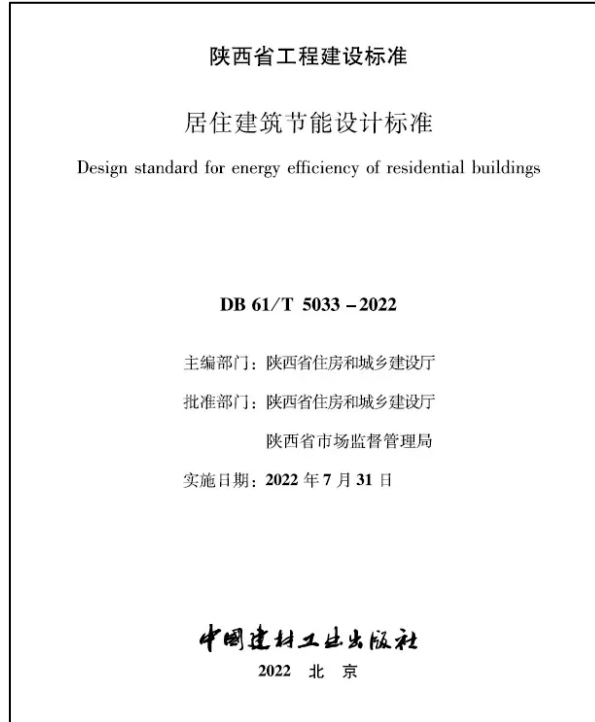 陕西省工程建设标准
居住建筑节能设计标准
Design standard for energy efficiency of residential buildings
DB 61/T 5033－2022
主编部门：陕西省住房和城乡建设厅
批准部门：陕西省住房和城乡建设厅
陕西省市场监督管理局
实施日期：2022 年 7 月 31 日
中国建材工业出版社
2022 北 京